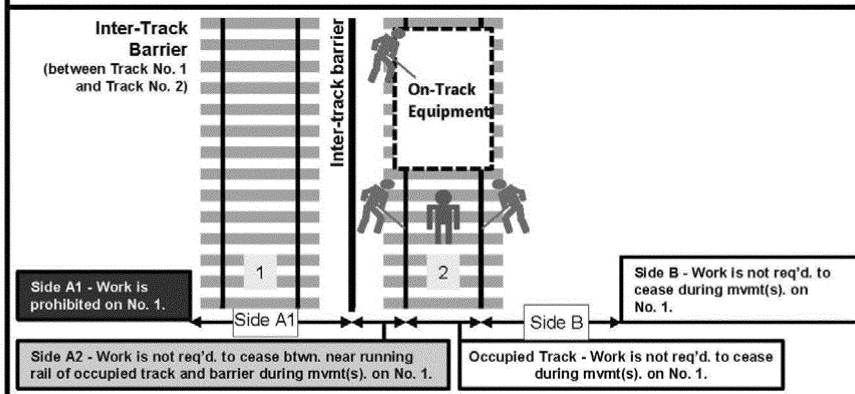 Inter-Track
Barrier
(between Track No. 1
and Track No. 2)
Inter-track barrier
On-Track
Equipment
1
2
Side A1 - Work is
prohibited on No. 1.
Side A1
Side B
Side B - Work is not req'd. to
cease during mvmt(s). on
No. 1.
Side A2 - Work is not req'd. to cease btwn. near running
rail of occupied track and barrier during mvmt(s). on No. 1.
Occupied Track - Work is not req'd. to cease
during mvmt(s). on No. 1.